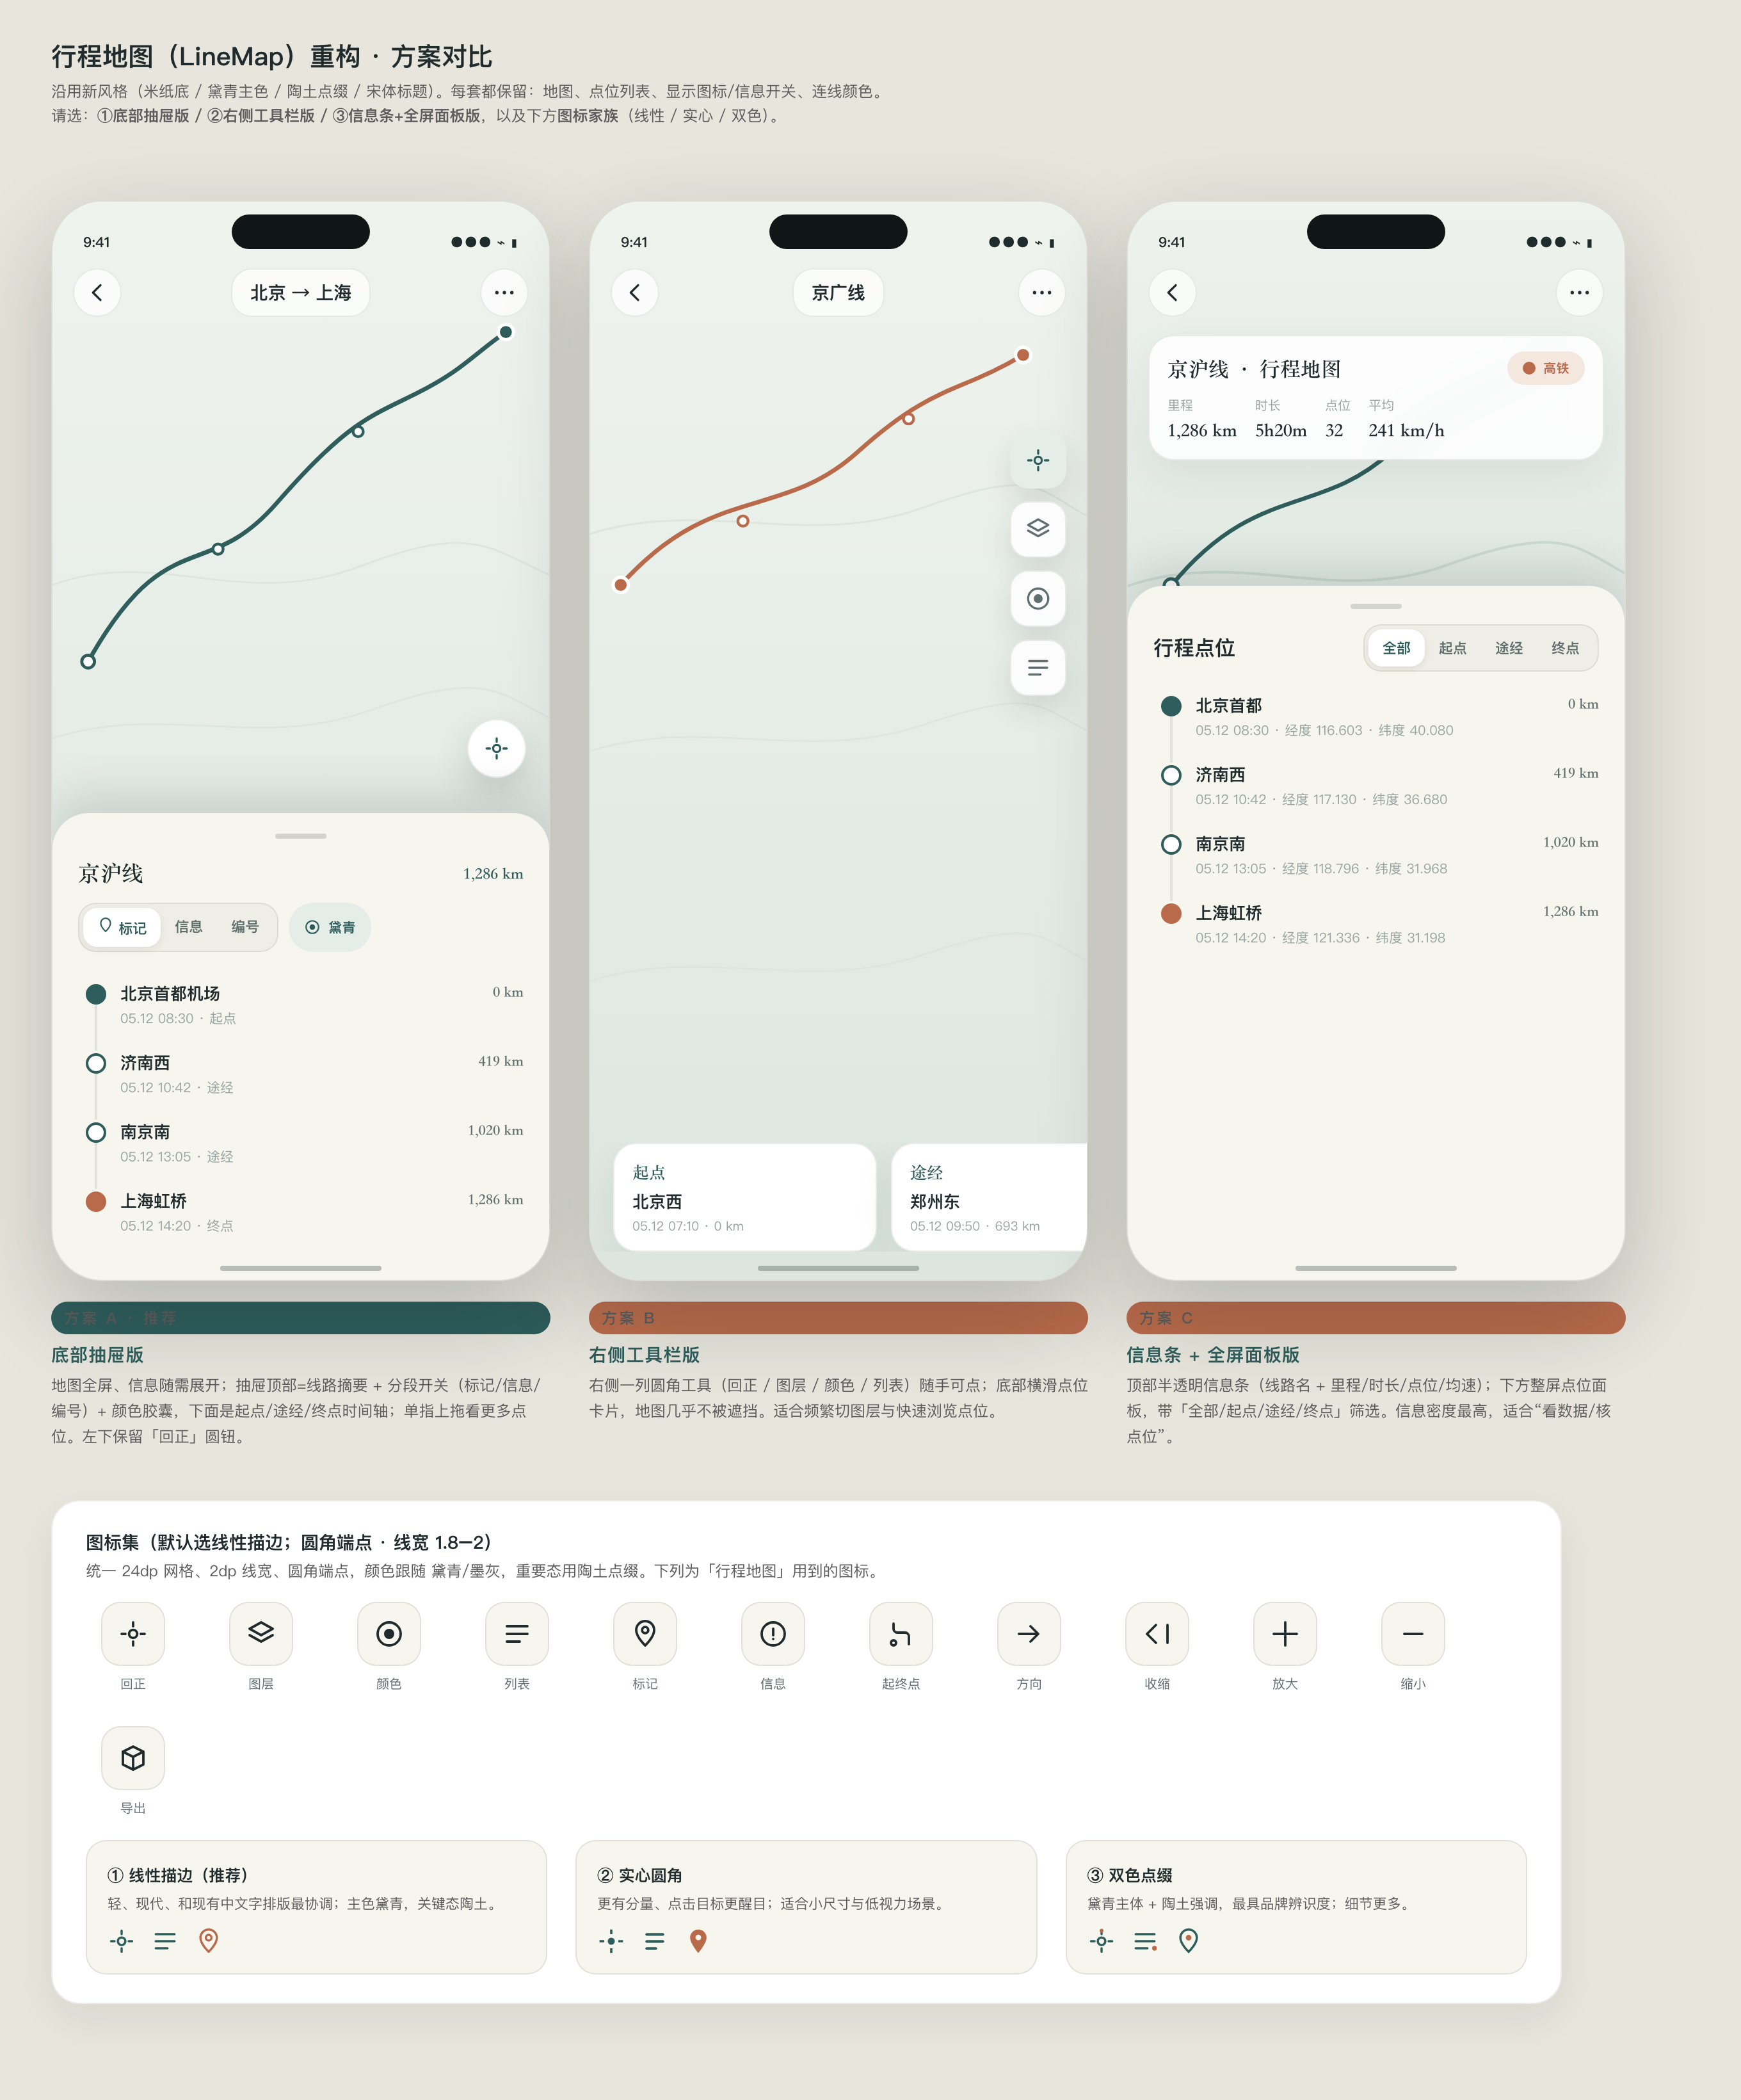 行程地图（LineMap）重构 · 方案对比
沿用新风格（米纸底 / 黛青主色 / 陶土点缀 / 宋体标题）。每套都保留：地图、点位列表、显示图标/信息开关、连线颜色。
请选：①底部抽屉版 / ②右侧工具栏版 / ③信息条+全屏面板版，以及下方图标家族（线性 / 实心 / 双色）。
9:41
北京 → 上海
京沪线
1,286 km
标记
信息
编号
黛青
北京首都机场
0 km
05.12 08:30 · 起点
济南西
419 km
05.12 10:42 · 途经
南京南
1,020 km
05.12 13:05 · 途经
上海虹桥
1,286 km
05.12 14:20 · 终点
方案 A · 推荐
底部抽屉版
地图全屏、信息随需展开；抽屉顶部=线路摘要 + 分段开关（标记/信息/
编号）+ 颜色胶囊，下面是起点/途经/终点时间轴；单指上拖看更多点
位。左下保留「回正」圆钮。
9:41
京广线
起点
北京西
05.12 07:10 · 0 km
途经
郑州东
05.12 09:50 · 693 km
方案 B
右侧工具栏版
右侧一列圆角工具（回正 / 图层 / 颜色 / 列表）随手可点；底部横滑点位
卡片，地图几乎不被遮挡。适合频繁切图层与快速浏览点位。
9:41
京沪线 · 行程地图
高铁
里程
时长
点位
平均
1,286 km
5h20m
32
241 km/h
行程点位
全部
起点
途经
终点
北京首都
0 km
05.12 08:30 · 经度 116.603 · 纬度 40.080
济南西
419 km
05.12 10:42 · 经度 117.130 · 纬度 36.680
南京南
1,020 km
05.12 13:05 · 经度 118.796 · 纬度 31.968
上海虹桥
1,286 km
05.12 14:20 · 经度 121.336 · 纬度 31.198
方案 C
信息条 + 全屏面板版
顶部半透明信息条（线路名 + 里程/时长/点位/均速）；下方整屏点位面
板，带「全部/起点/途经/终点」筛选。信息密度最高，适合“看数据/核
点位”。
图标集（默认选线性描边；圆角端点 · 线宽 1.8–2）
统一 24dp 网格、2dp 线宽、圆角端点，颜色跟随 黛青/墨灰，重要态用陶土点缀。下列为「行程地图」用到的图标。
回正
图层
颜色
列表
标记
信息
起终点
方向
收缩
放大
缩小
导出
① 线性描边（推荐）
轻、现代、和现有中文字排版最协调；主色黛青，关键态陶土。
② 实心圆角
更有分量、点击目标更醒目；适合小尺寸与低视力场景。
③ 双色点缀
黛青主体 + 陶土强调，最具品牌辨识度；细节更多。